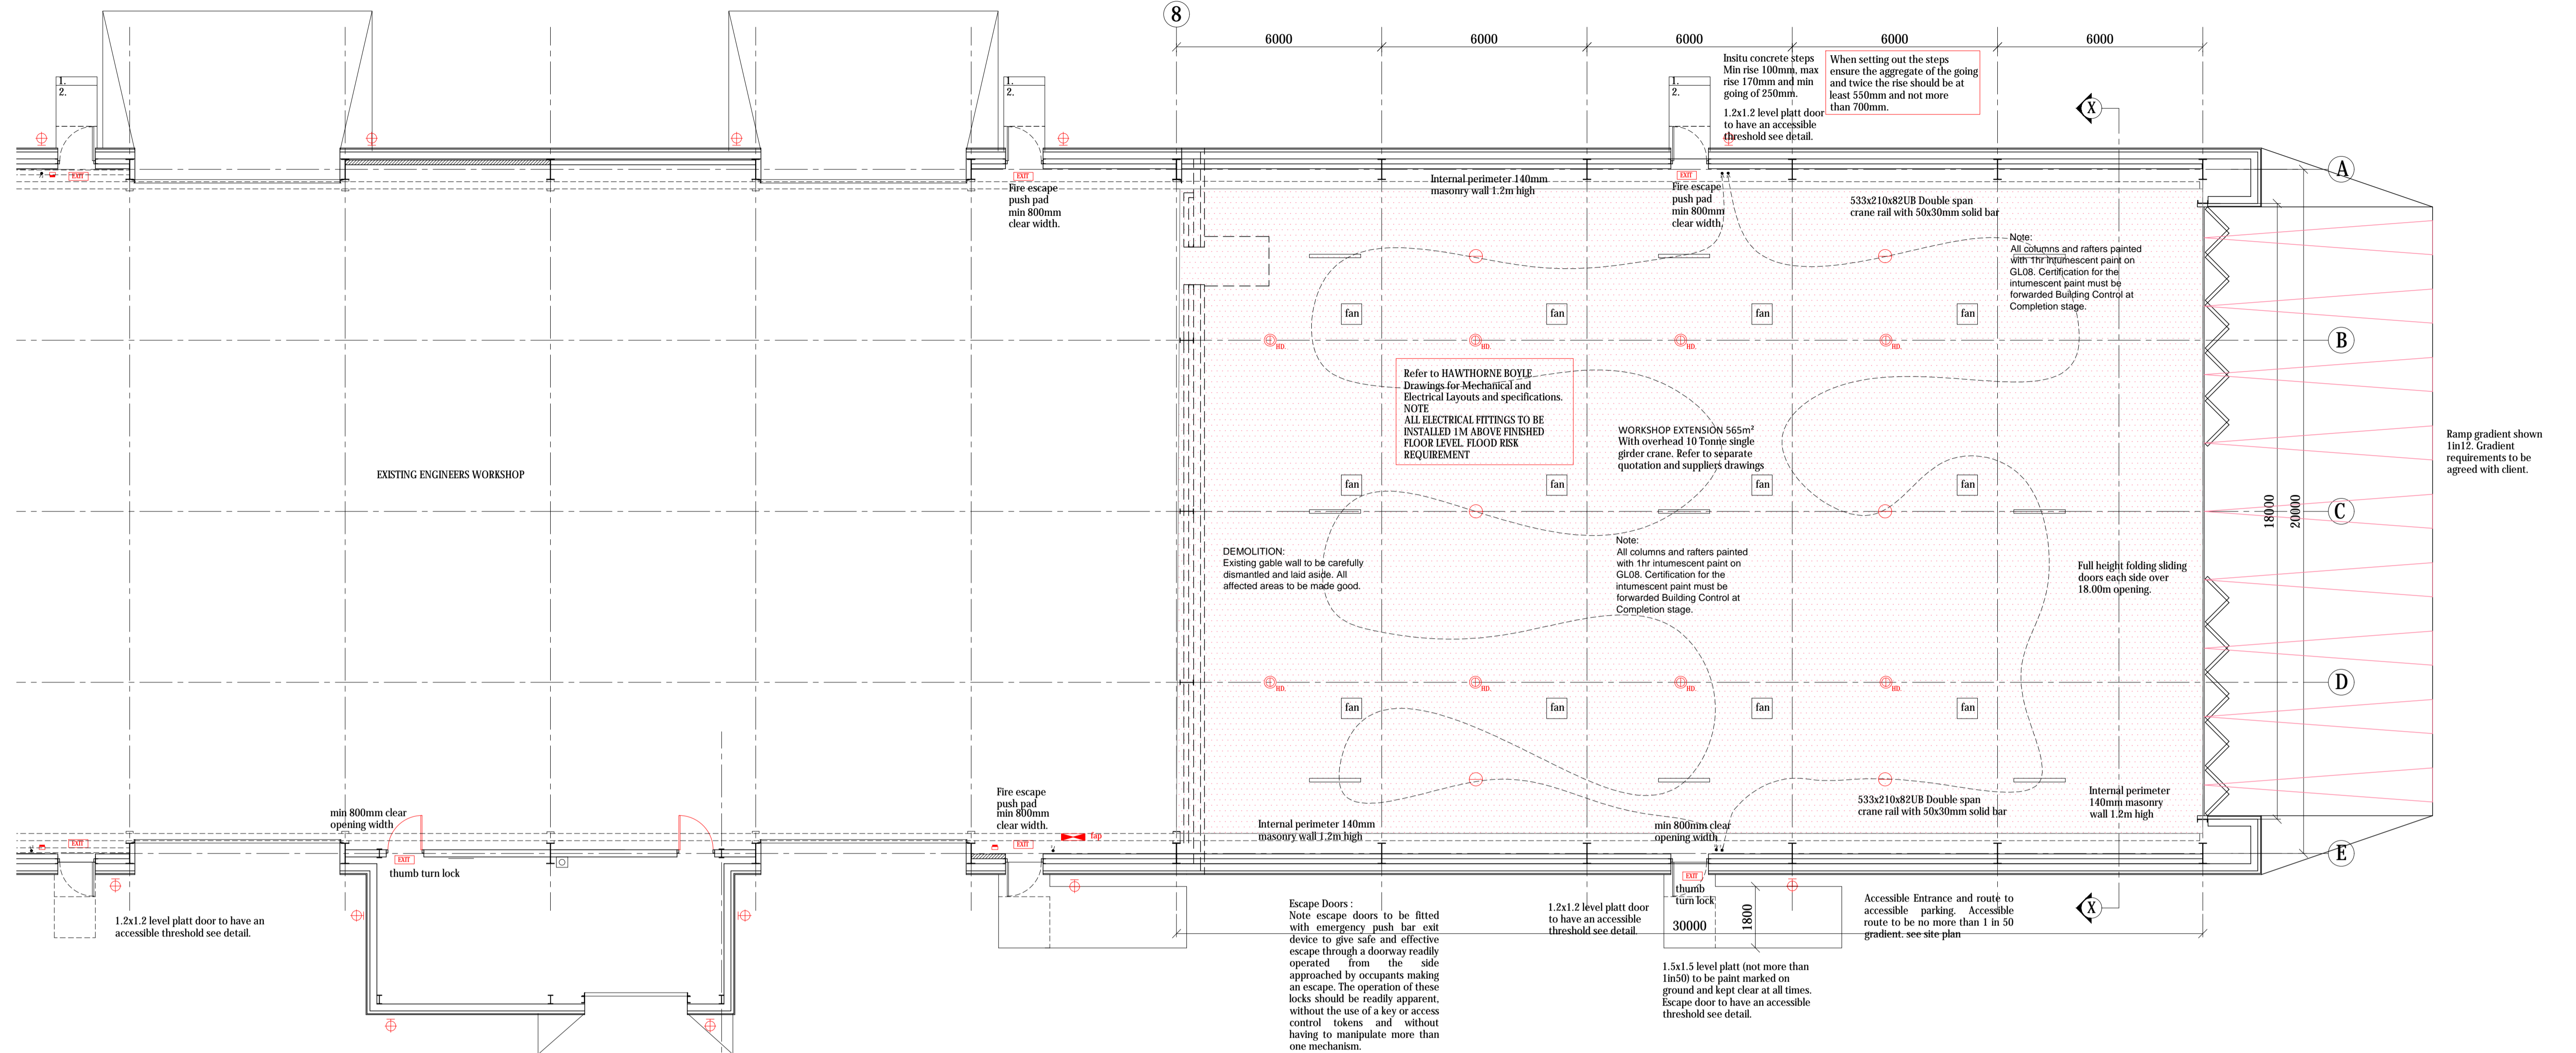 8
6000
6000
6000
6000
6000
Insitu concrete steps
Min rise 100mm, max
rise 170mm and min
going of 250mm.
1.2x1.2 level platt door
to have an accessible
threshold see detail.
When setting out the steps
ensure the aggregate of the going
and twice the rise should be at
least 550mm and not more
than 700mm.
X
1.
2.
1.
2.
1.
2.
EXIT
EXIT
Fire escape
push pad
min 800mm
clear width.
Internal perimeter 140mm
masonry wall 1.2m high
EXIT
Fire escape
push pad
min 800mm
clear width.
533x210x82UB Double span
crane rail with 50x30mm solid bar
A
Note:
All columns and rafters painted
with 1hr intumescent paint on
GL08. Certification for the
intumescent paint must be
forwarded Building Control at
Completion stage.
fan
fan
fan
fan
HD.
HD.
HD.
HD.
B
Refer to HAWTHORNE BOYLE
Drawings for Mechanical and
Electrical Layouts and specifications.
NOTE
ALL ELECTRICAL FITTINGS TO BE
INSTALLED 1M ABOVE FINISHED
FLOOR LEVEL. FLOOD RISK
REQUIREMENT
WORKSHOP EXTENSION 565m²
With overhead 10 Tonne single
girder crane. Refer to separate
quotation and suppliers drawings
EXISTING ENGINEERS WORKSHOP
Ramp gradient shown
1in12. Gradient
requirements to be
agreed with client.
fan
fan
fan
fan
18000
20000
C
DEMOLITION:
Existing gable wall to be carefully
dismantled and laid aside. All
affected areas to be made good.
Note:
All columns and rafters painted
with 1hr intumescent paint on
GL08. Certification for the
intumescent paint must be
forwarded Building Control at
Completion stage.
Full height folding sliding
doors each side over
18.00m opening.
HD.
HD.
HD.
HD.
D
fan
fan
fan
fan
min 800mm clear
opening width
Fire escape
push pad
min 800mm
clear width.
fap
Internal perimeter 140mm
masonry wall 1.2m high
min 800mm clear
opening width
533x210x82UB Double span
crane rail with 50x30mm solid bar
Internal perimeter
140mm masonry
wall 1.2m high
EXIT
EXIT
EXIT
E
thumb turn lock
EXIT
thumb
turn lock
1.2x1.2 level platt door to have an
accessible threshold see detail.
Escape Doors :
Note escape doors to be fitted
with emergency push bar exit
device to give safe and effective
escape through a doorway readily
operated from the side
approached by occupants making
an escape. The operation of these
locks should be readily apparent,
without the use of a key or access
control tokens and without
having to manipulate more than
one mechanism.
1.2x1.2 level platt door
to have an accessible
threshold see detail.
30000
1800
Accessible Entrance and route to
accessible parking. Accessible
route to be no more than 1 in 50
gradient. see site plan
X
1.5x1.5 level platt (not more than
1in50) to be paint marked on
ground and kept clear at all times.
Escape door to have an accessible
threshold see detail.